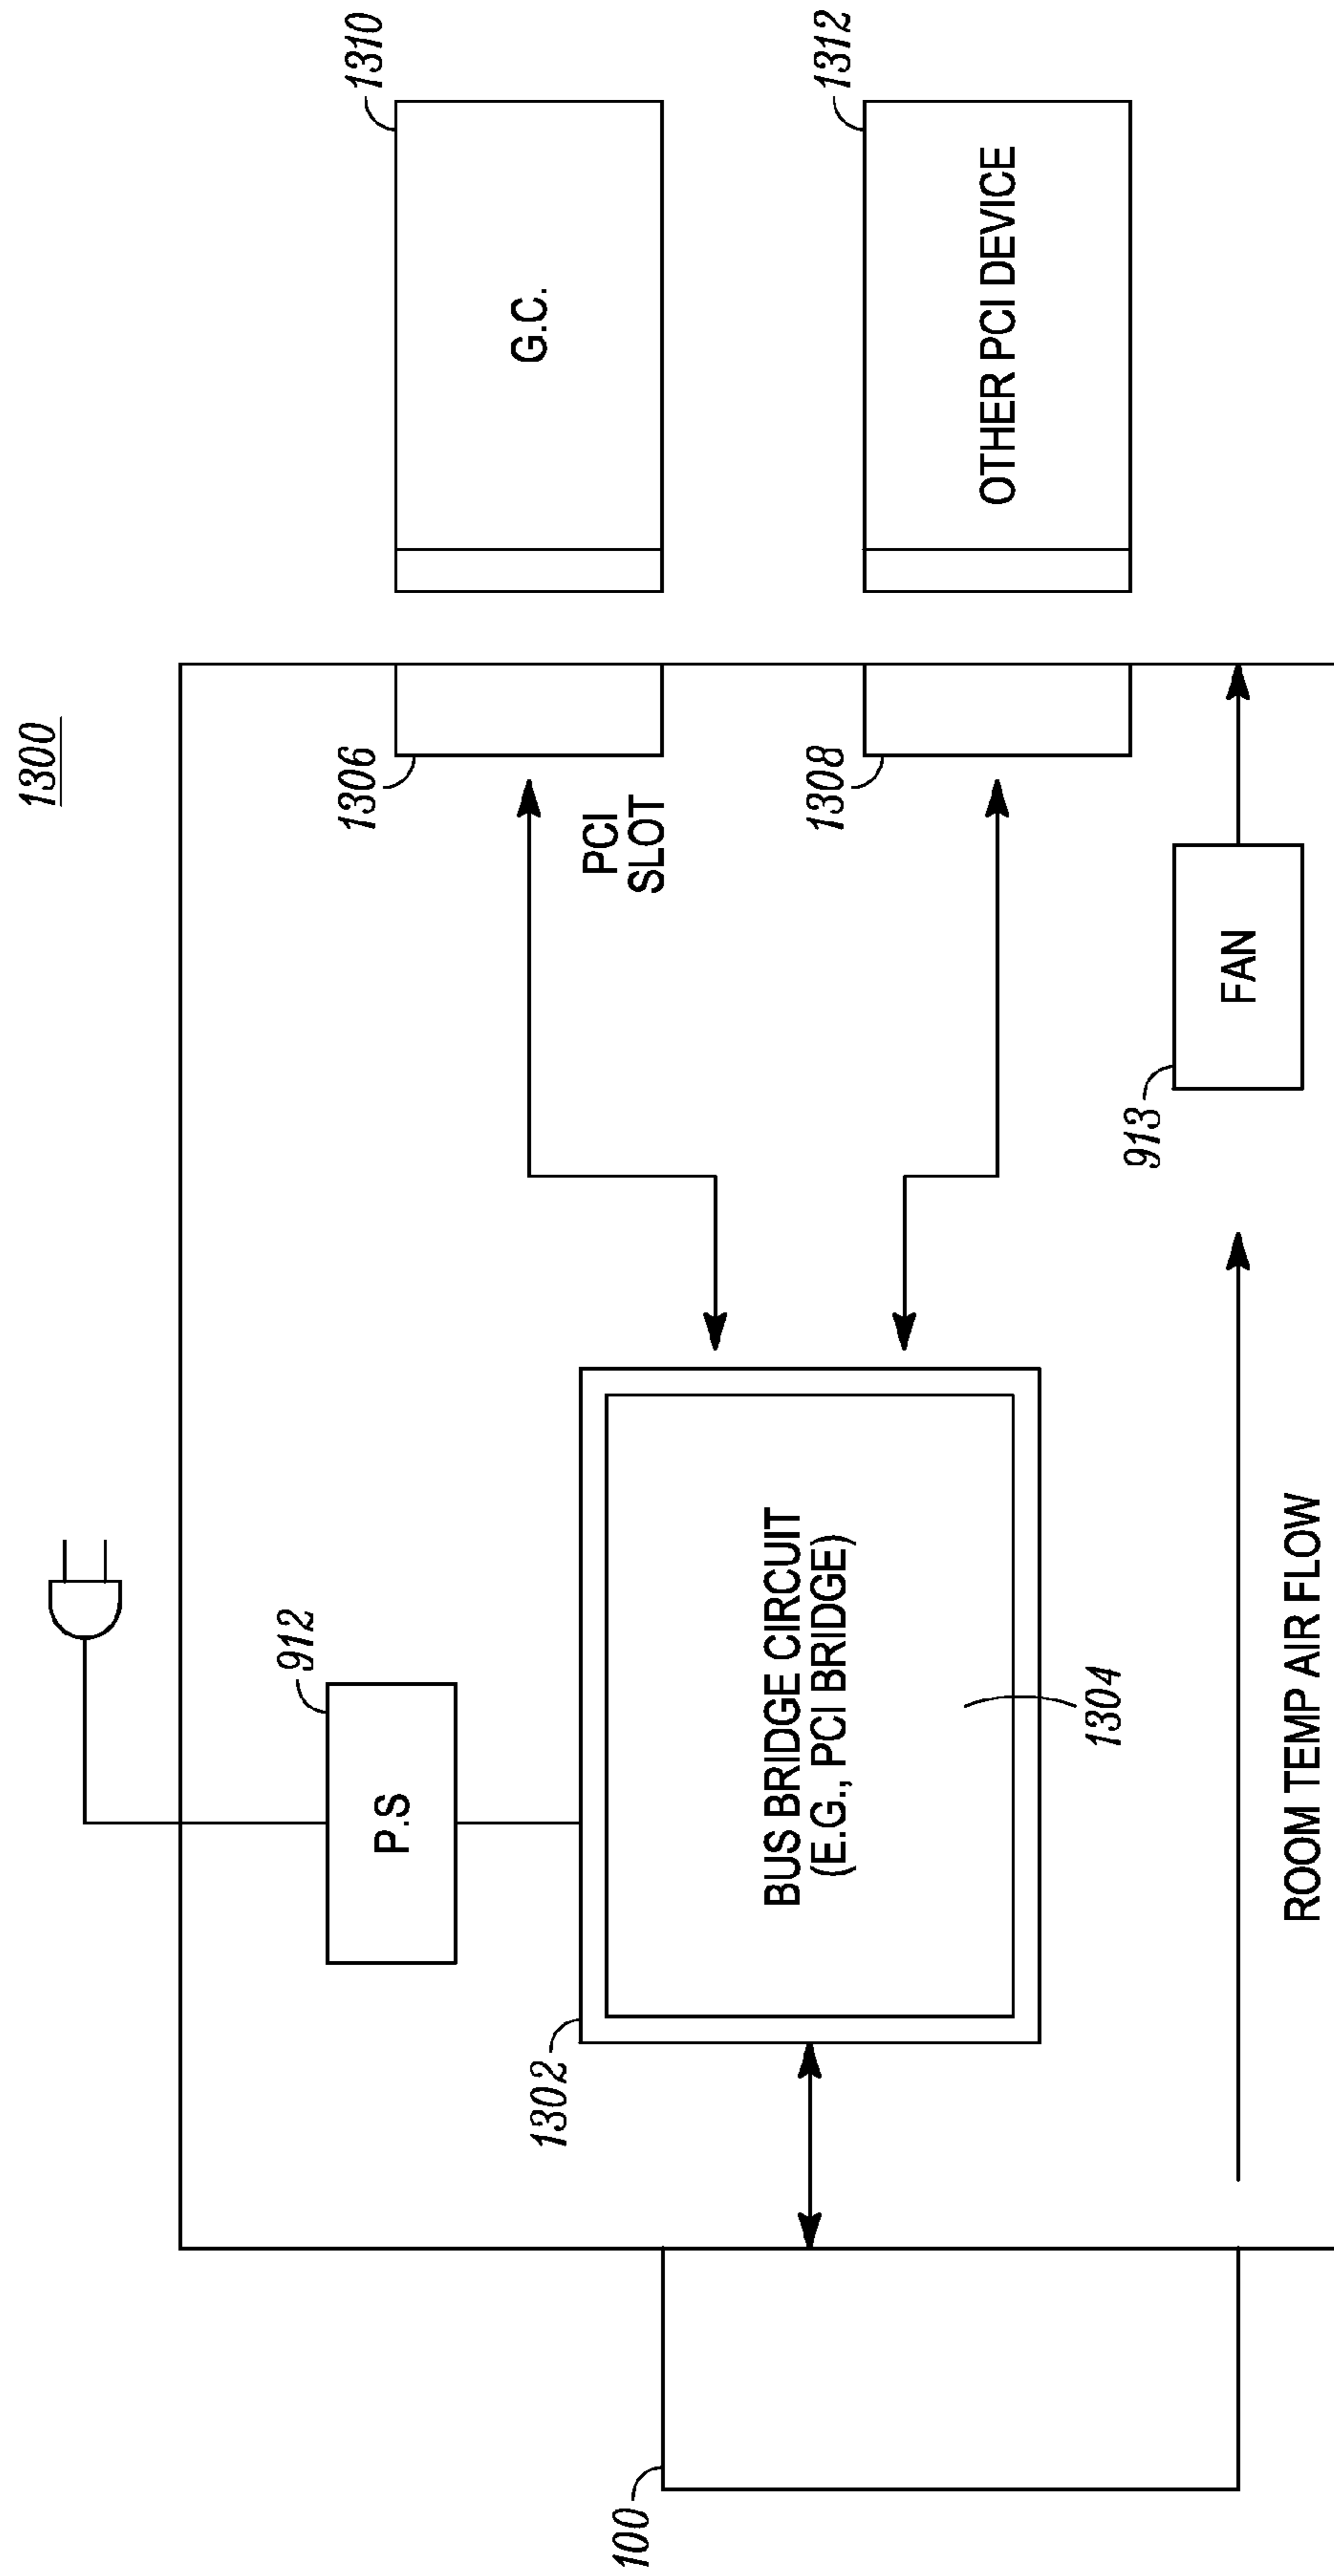 1300
912
P.S
1302
BUS BRIDGE CIRCUIT
(E.G., PCI BRIDGE)
1304
100
1306
PCI
SLOT
1308
1310
G.C.
1312
OTHER PCI DEVICE
913
FAN
ROOM TEMP AIR FLOW